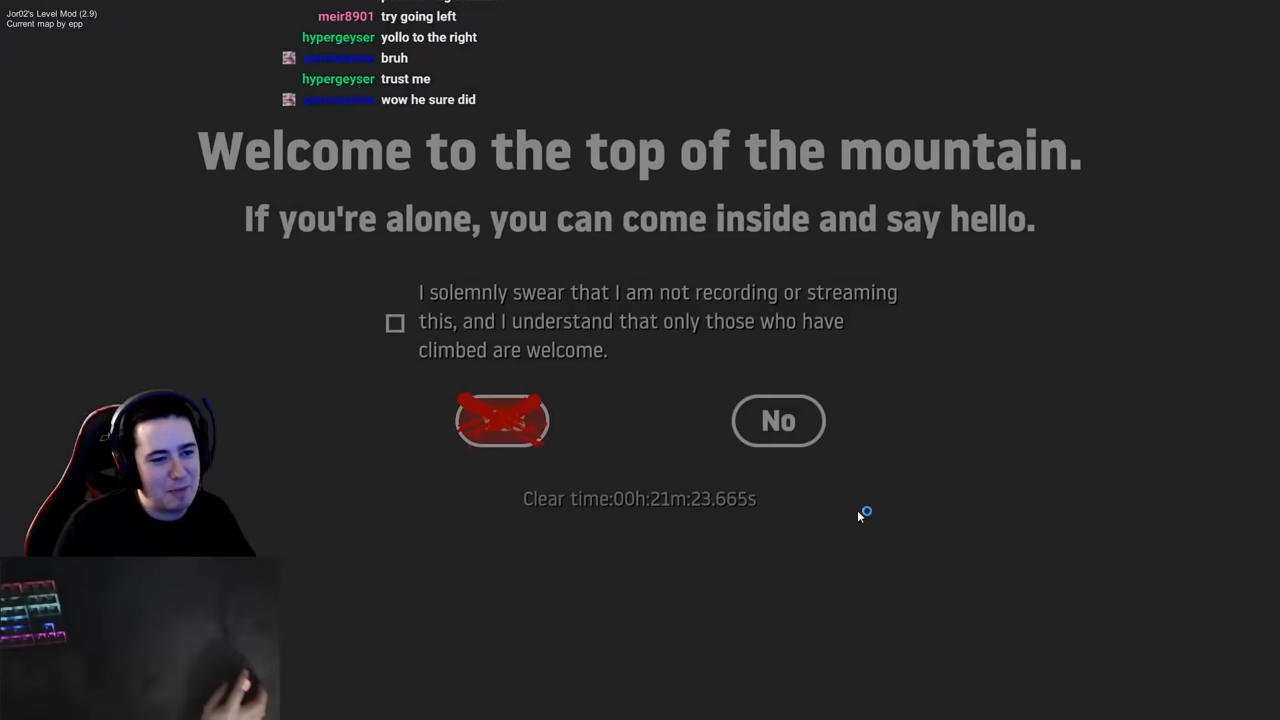 Jor02's Level Mod (2.9)
Current map by epp
meir8901 try going left
hypergeyser yollo to the right
bruh
hypergeyser trust me
wow he sure did
Welcome to the top of the mountain.
If you're alone, you can come inside and say hello.
I solemnly swear that I am not recording or streaming
this, and I understand that only those who have
climbed are welcome.
No
Clear time:00h:21m:23.665s